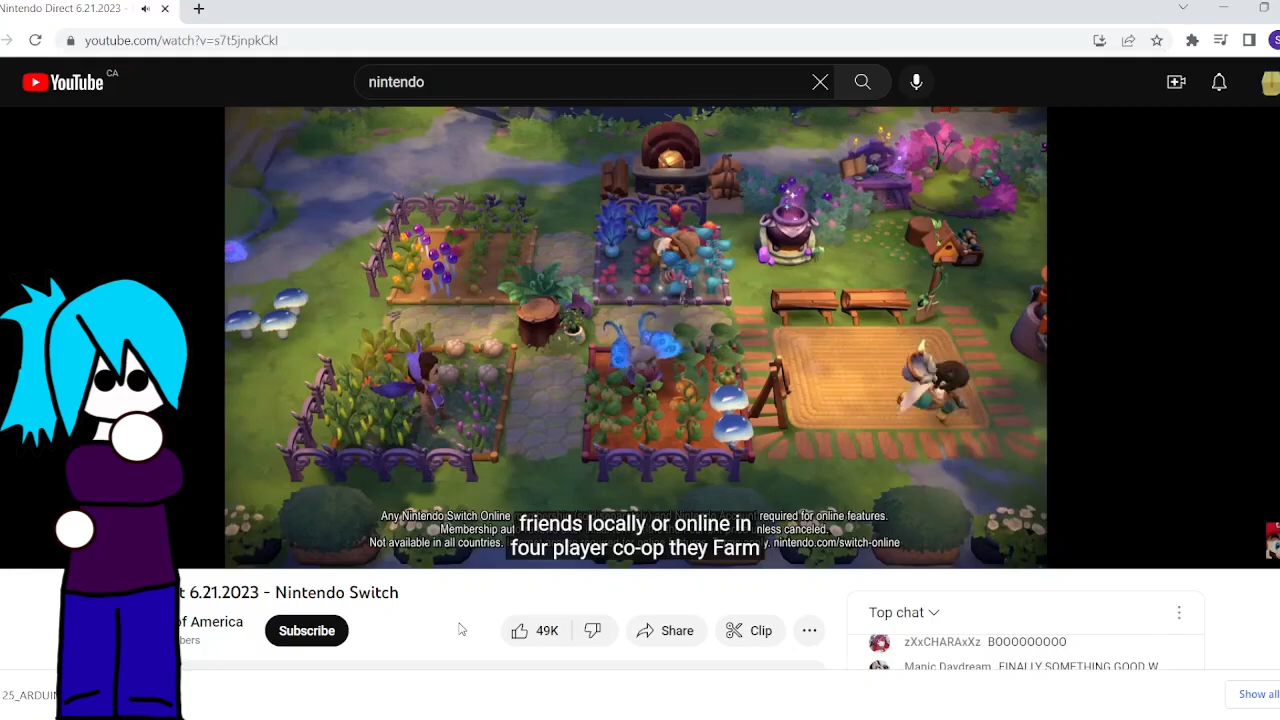 Nintendo Direct 6.21.2023
youtube.com/watch?v=s7t5jnpkCkI
YouTube CA
nintendo
Any Nintendo Switch Online required for online features.
Membership aut nless canceled.
Not available in all countries. y. nintendo.com/switch-online
friends locally or online in
four player co-op they Farm
ct 6.21.2023 - Nintendo Switch
of America
bers
Subscribe
49K
Share
Clip
Top chat
zXxCHARAxXz BOOOOOOOOO
Manic Daydream FINALLY SOMETHING GOOD W
25_ARDUIN
Show all